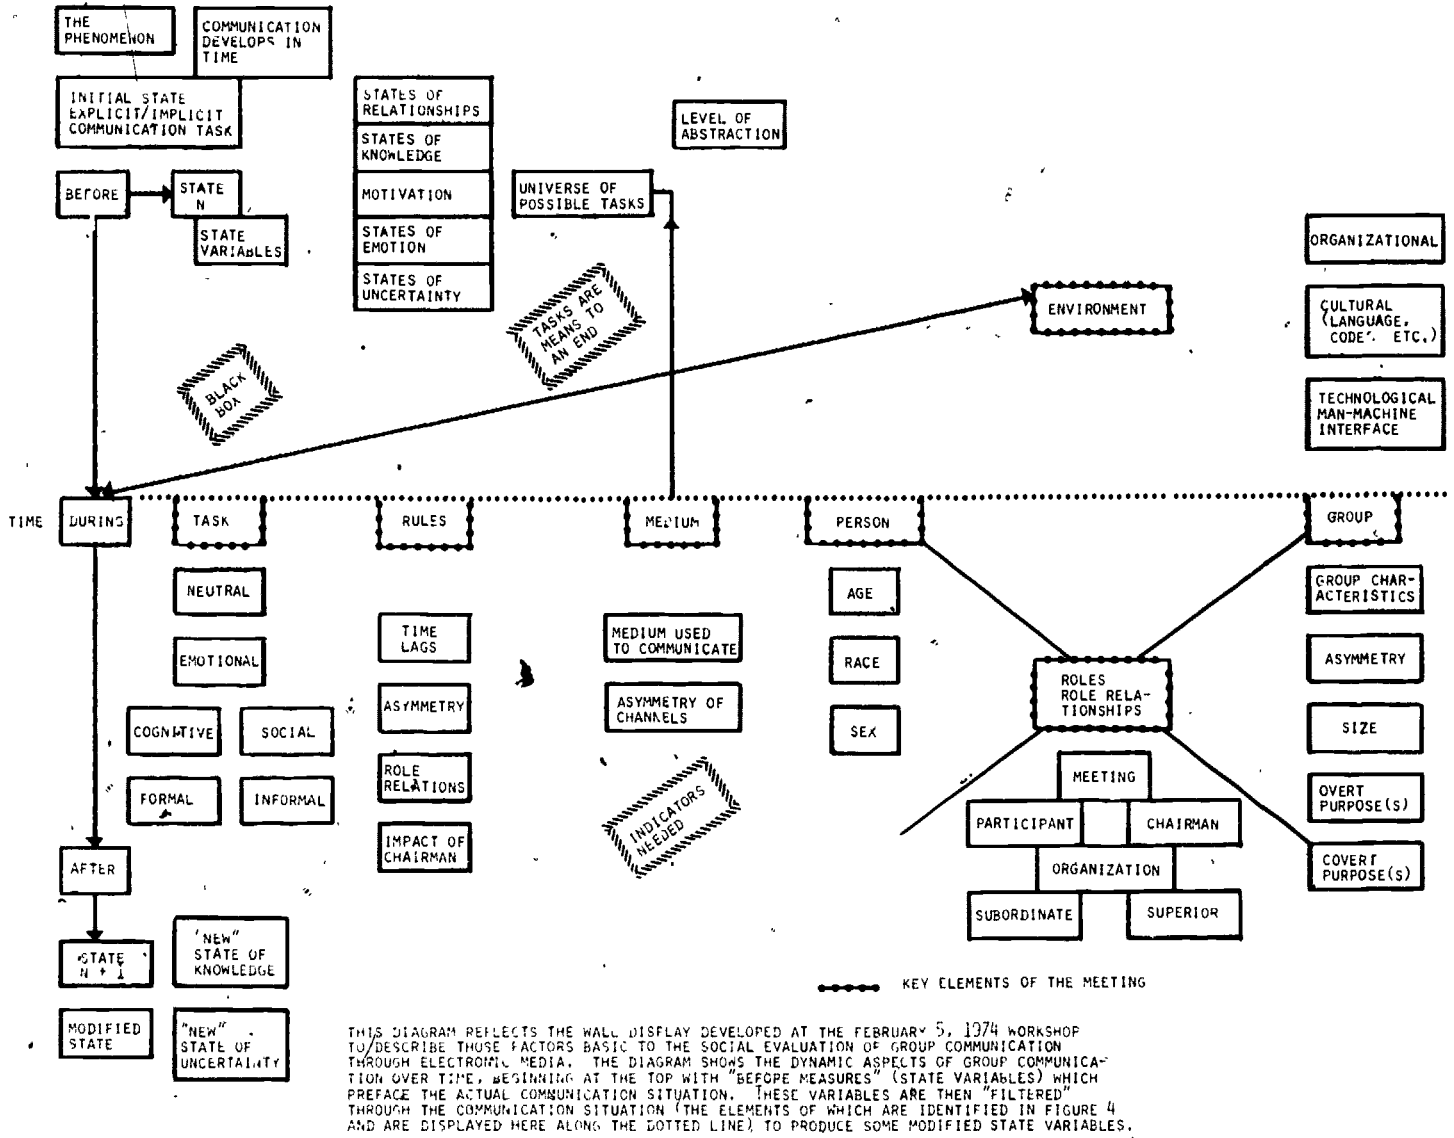 THE
PHENOMENON
COMMUNICATION
DEVELOPS IN
TIME
INITIAL STATE
EXPLICIT/IMPLICIT
COMMUNICATION TASK
BEFORE
STATE
N
STATE
VARIABLES
STATES OF
RELATIONSHIPS
STATES OF
KNOWLEDGE
MOTIVATION
STATES OF
EMOTION
STATES OF
UNCERTAINTY
UNIVERSE OF
POSSIBLE TASKS
LEVEL OF
ABSTRACTION
TASKS ARE
MEANS TO
AN END
BLACK
BOX
ENVIRONMENT
ORGANIZATIONAL
CULTURAL
(LANGUAGE,
CODE, ETC.)
TECHNOLOGICAL
MAN-MACHINE
INTERFACE
TIME
DURING
TASK
RULES
MEDIUM
PERSON
GROUP
NEUTRAL
EMOTIONAL
COGNITIVE
SOCIAL
FORMAL
INFORMAL
TIME
LAGS
ASYMMETRY
ROLE
RELATIONS
IMPACT OF
CHAIRMAN
MEDIUM USED
TO COMMUNICATE
ASYMMETRY OF
CHANNELS
INDICATORS
NEEDED
AGE
RACE
SEX
ROLES
ROLE RELA-
TIONSHIPS
MEETING
PARTICIPANT
CHAIRMAN
ORGANIZATION
SUBORDINATE
SUPERIOR
GROUP CHAR-
ACTERISTICS
ASYMMETRY
SIZE
OVERT
PURPOSE(S)
COVERT
PURPOSE(S)
AFTER
STATE
N + 1
"NEW"
STATE OF
KNOWLEDGE
MODIFIED
STATE
"NEW"
STATE OF
UNCERTAINTY
KEY ELEMENTS OF THE MEETING
THIS DIAGRAM REFLECTS THE WALL DISPLAY DEVELOPED AT THE FEBRUARY 5, 1974 WORKSHOP
TO DESCRIBE THOSE FACTORS BASIC TO THE SOCIAL EVALUATION OF GROUP COMMUNICATION
THROUGH ELECTRONIC MEDIA. THE DIAGRAM SHOWS THE DYNAMIC ASPECTS OF GROUP COMMUNICA-
TION OVER TIME, BEGINNING AT THE TOP WITH "BEFORE MEASURES" (STATE VARIABLES) WHICH
PREFACE THE ACTUAL COMMUNICATION SITUATION. THESE VARIABLES ARE THEN "FILTERED"
THROUGH THE COMMUNICATION SITUATION (THE ELEMENTS OF WHICH ARE IDENTIFIED IN FIGURE 4
AND ARE DISPLAYED HERE ALONG THE DOTTED LINE) TO PRODUCE SOME MODIFIED STATE VARIABLES.